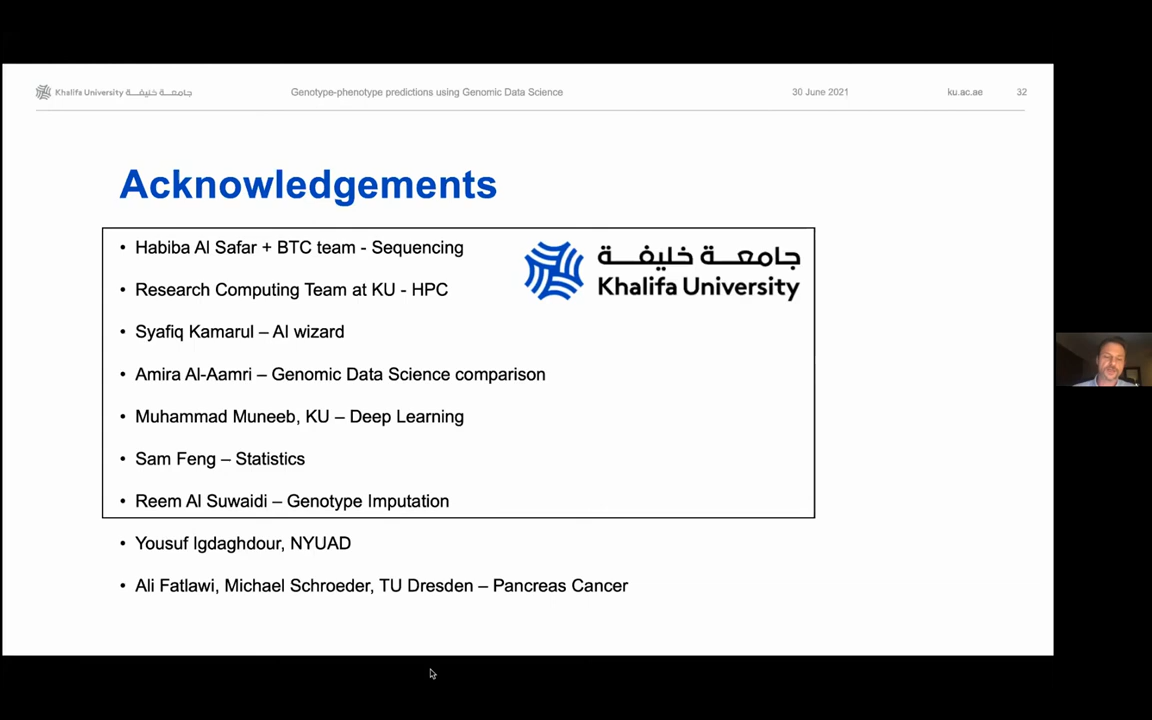 Khalifa University جامعة خليفة
Genotype-phenotype predictions using Genomic Data Science
30 June 2021
ku.ac.ae
32
Acknowledgements
• Habiba Al Safar + BTC team - Sequencing
جامعة خليفة
Khalifa University
• Research Computing Team at KU - HPC
• Syafiq Kamarul – AI wizard
• Amira Al-Aamri – Genomic Data Science comparison
• Muhammad Muneeb, KU – Deep Learning
• Sam Feng – Statistics
• Reem Al Suwaidi – Genotype Imputation
• Yousuf Igdaghdour, NYUAD
• Ali Fatlawi, Michael Schroeder, TU Dresden – Pancreas Cancer